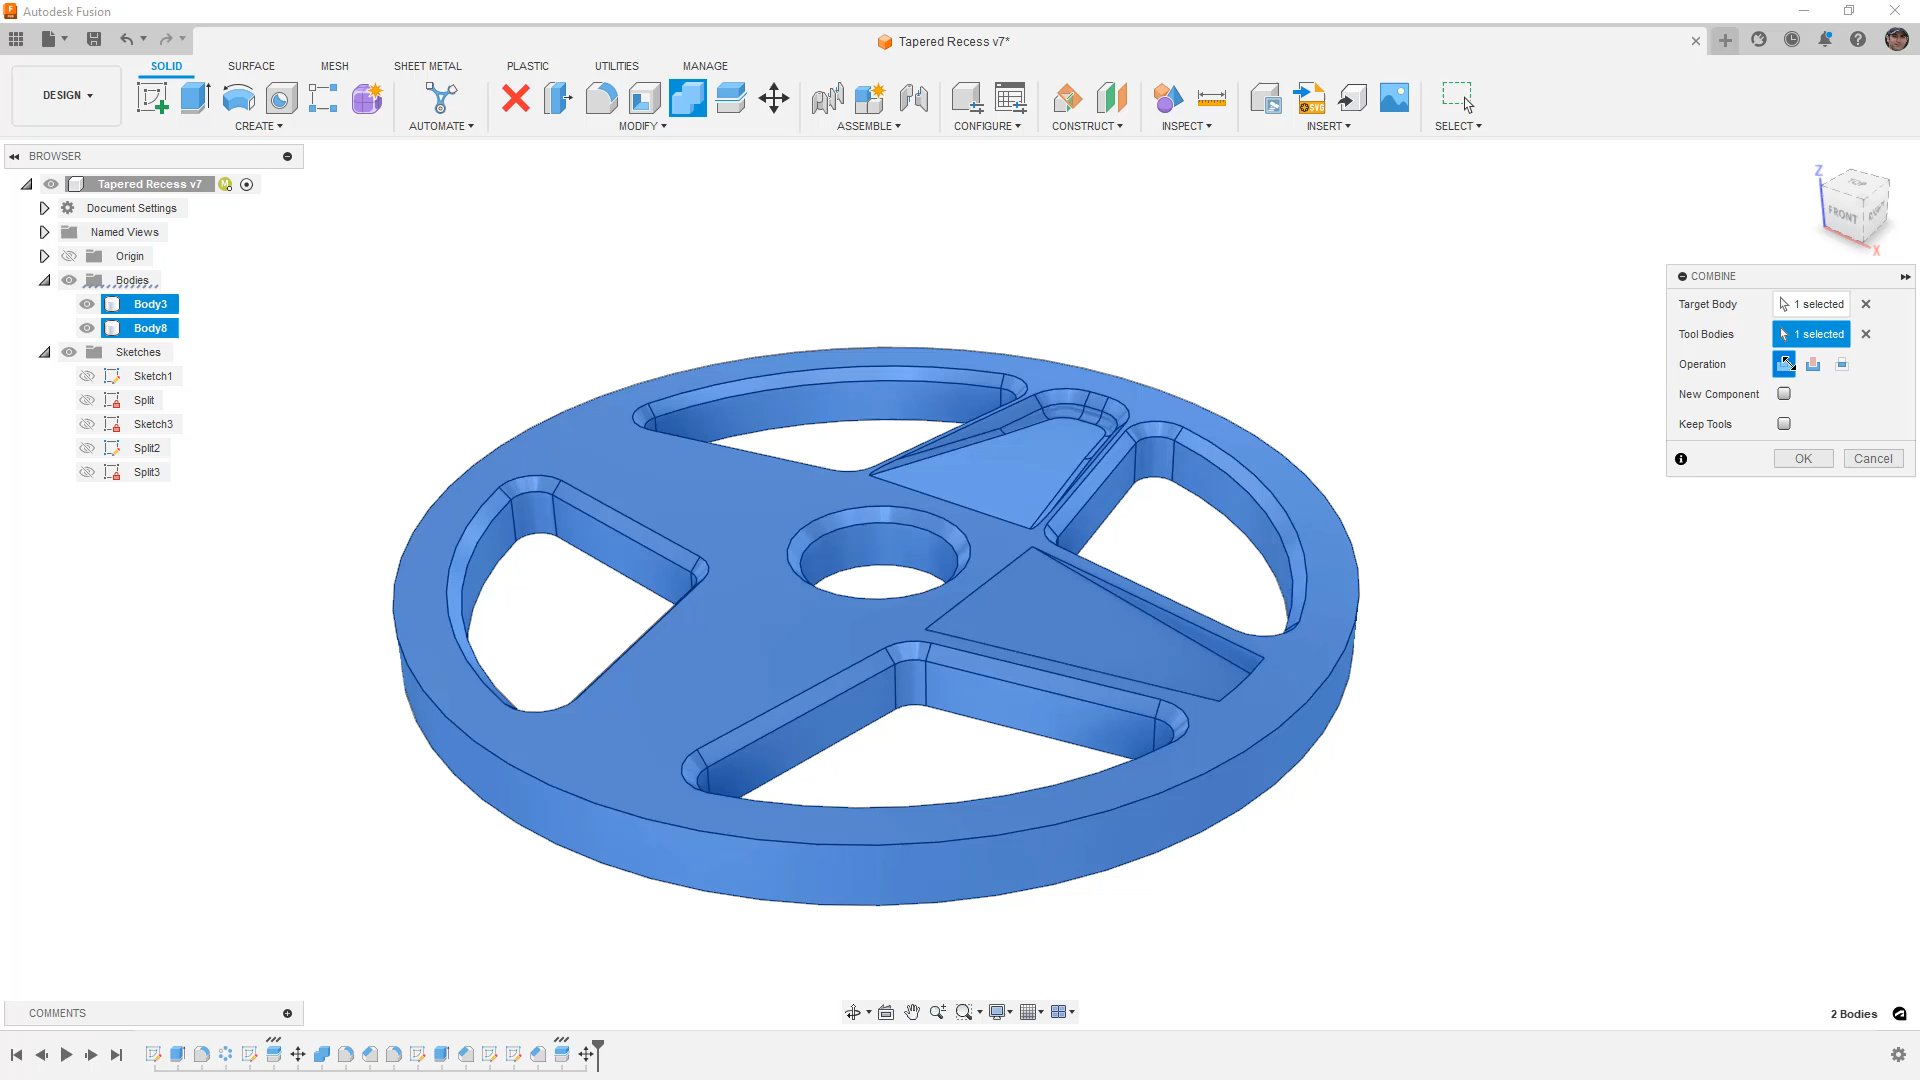 Autodesk Fusion
Tapered Recess v7*
DESIGN
SOLID
SURFACE
MESH
SHEET METAL
PLASTIC
UTILITIES
MANAGE
CREATE
AUTOMATE
MODIFY
ASSEMBLE
CONFIGURE
CONSTRUCT
INSPECT
INSERT
SELECT
SVG
BROWSER
Tapered Recess v7
M
Document Settings
Named Views
Origin
Bodies
Body3
Body8
Sketches
Sketch1
Split
Sketch3
Split2
Split3
Z
TOP
FRONT
RIGHT
X
COMBINE
Target Body
1 selected
Tool Bodies
1 selected
Operation
New Component
Keep Tools
OK
Cancel
COMMENTS
2 Bodies